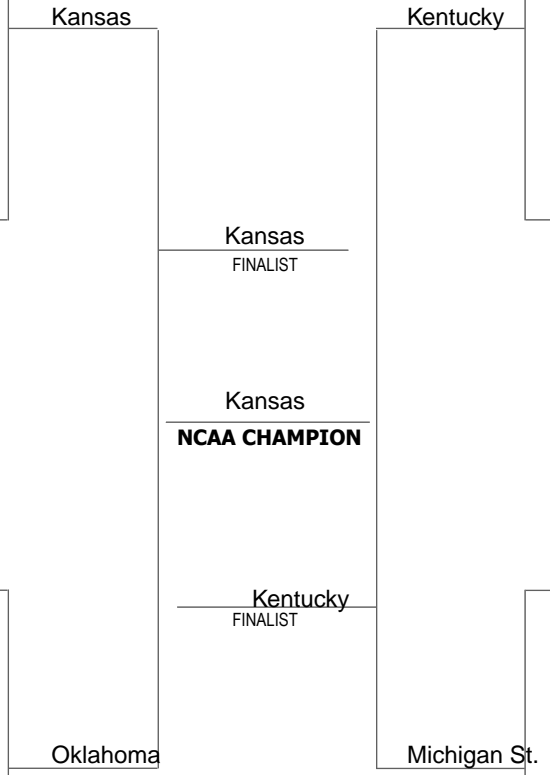 Kansas
Kentucky
Kansas
FINALIST
Kansas
NCAA CHAMPION
Kentucky
FINALIST
Oklahoma
Michigan St.